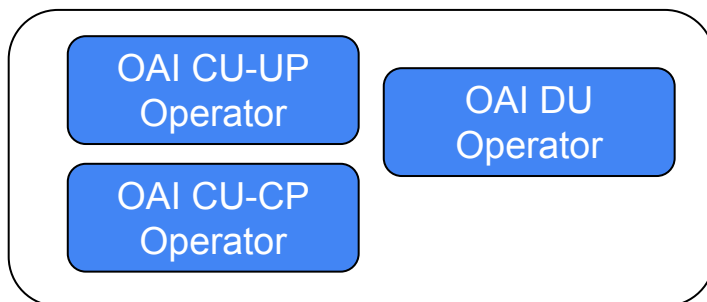 OAI CU-UP
Operator
OAI CU-CP
Operator
OAI DU
Operator